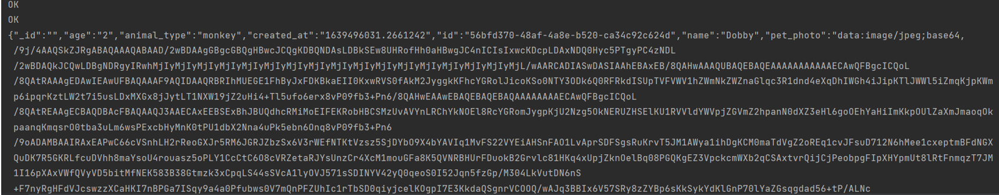 OK
OK
{"_id":"","age":"2","animal_type":"monkey","created_at":"1639496031.2661242","id":"56bfd370-48af-4a8e-b520-ca34c92c624d","name":"Dobby","pet_photo":"data:image/jpeg;base64,
/9j/4AAQSkZJRgABAQAAAQABAAD/2wBDAAgGBgcGBQgHBwcJCQgKDBQNDAsLDBkSEw8UHRofHh0aHBwgJC4nICIsIxwcKDcpLDAxNDQ0Hyc5PTgyPC4zNDL
/2wBDAQkJCQwLDBgNDRgyIRwhMjIyMjIyMjIyMjIyMjIyMjIyMjIyMjIyMjIyMjIyMjIyMjIyMjIyMjIyMjIyMjIyMjIyMjL/wAARCADIASwDASIAAhEBAxEB/8QAHwAAAQUBAQEBAQEAAAAAAAAAAAECAwQFBgcICQoL
/8QAtRAAAgEDAwIEAwUFBAQAAAF9AQIDAAQRBRIhMUEGE1FhByJxFDKBkaEII0KxwRVS0fAkM2JyggkKFhcYGRolJicoKSo0NTY3ODk6Q0RFRkdISUpTVFVWV1hZWmNkZWZnaGlqc3R1dnd4eXqDhIWGh4iJipKTlJWWl5iZmqKjpKWm
p6ipqrKztLW2t7i5usLDxMXGx8jJytLT1NXW19jZ2uHi4+Tl5ufo6erx8vP09fb3+Pn6/8QAHwEAAwEBAQEBAQEBAQAAAAAAAAECAwQFBgcICQoL
/8QAtREAAgECBAQDBAcFBAQAAQJ3AAECAxEEBSExBhJBUQdhcRMiMoEIFEKRobHBCSMzUvAVYnLRChYkNOEl8RcYGRomJygpKjU2Nzg5OkNERUZHSElKU1RVVldYWVpjZGVmZ2hpanN0dXZ3eHl6goOEhYaHiImKkpOUlZaXmJmaoqOk
paanqKmqsrO0tba3uLm6wsPExcbHyMnK0tPU1dbX2Nna4uPk5ebn6Onq8vP09fb3+Pn6
/9oADAMBAAIRAxEAPwC66cVSnhLH2rReoGXJr5RM6JGRJZbzSx6V3rWEfNTKtVzsz5SjDYbO9X4bYAVIq1MvFS22VYEiAHSnFAO1LvAprSDFSgsRuKrvT5JM1AWya1ihDgKCM0maTdVgZ2oREq1cvJFsuD712N6hMee1cxeptmBFdNGX
QuDK7R5GKRLfcuDVhh8maYsoU4rouasz5oPLY1CcCtC6O8cVRZetaRJYsUnzCr4XcM1mouGFa8K5QVNRBHUrFDuokB2Grvlc81HKq4xUpjZknOelBq08PGQKgEZ3VpckcmWXb2qCSAxtvrQijCjPeobpgFIpXHYpmUt8lRtFnmqzT7JM
1I16pXAxVWfQVyVD5bitMfNEK583B38Gtmzk3xCpqLS44sSVcA1lyOVJ571sSDINYV42yQ0qeoS0I52Jqn5fzGp/M304LkVutDN6nS
+F7nyRgHFdVJcswzzXCaHKI7nBPGa7ISqy9a4a0Pfubws0V7mQnPFZUhIc1rTbSD0qiyjcelKOgpI7E3KkdaQSgnrVCOOQ/wAJq3BBIx6V57SRy8zZYBp6sKkSykYdKlGnP70lYaZGsqgdad56+tP/ALNc